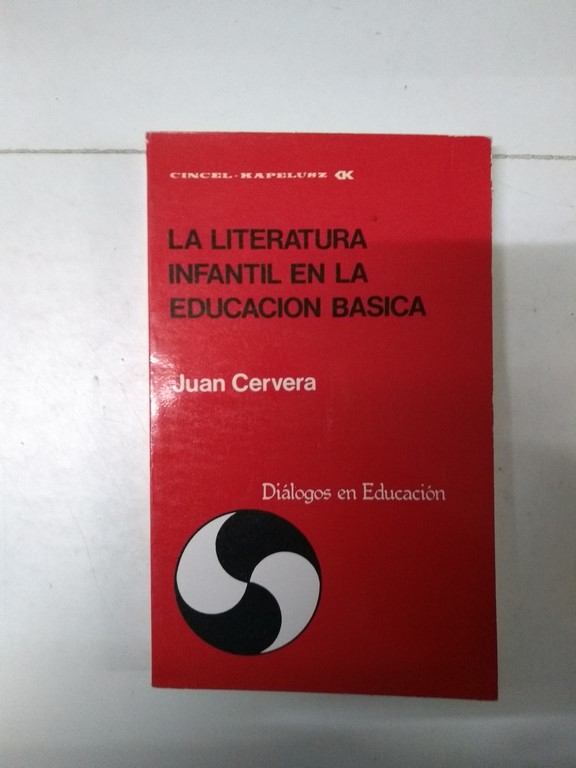 CINCEL·KAPELUSZ CK
LA LITERATURA
INFANTIL EN LA
EDUCACION BASICA
Juan Cervera
Diálogos en Educación